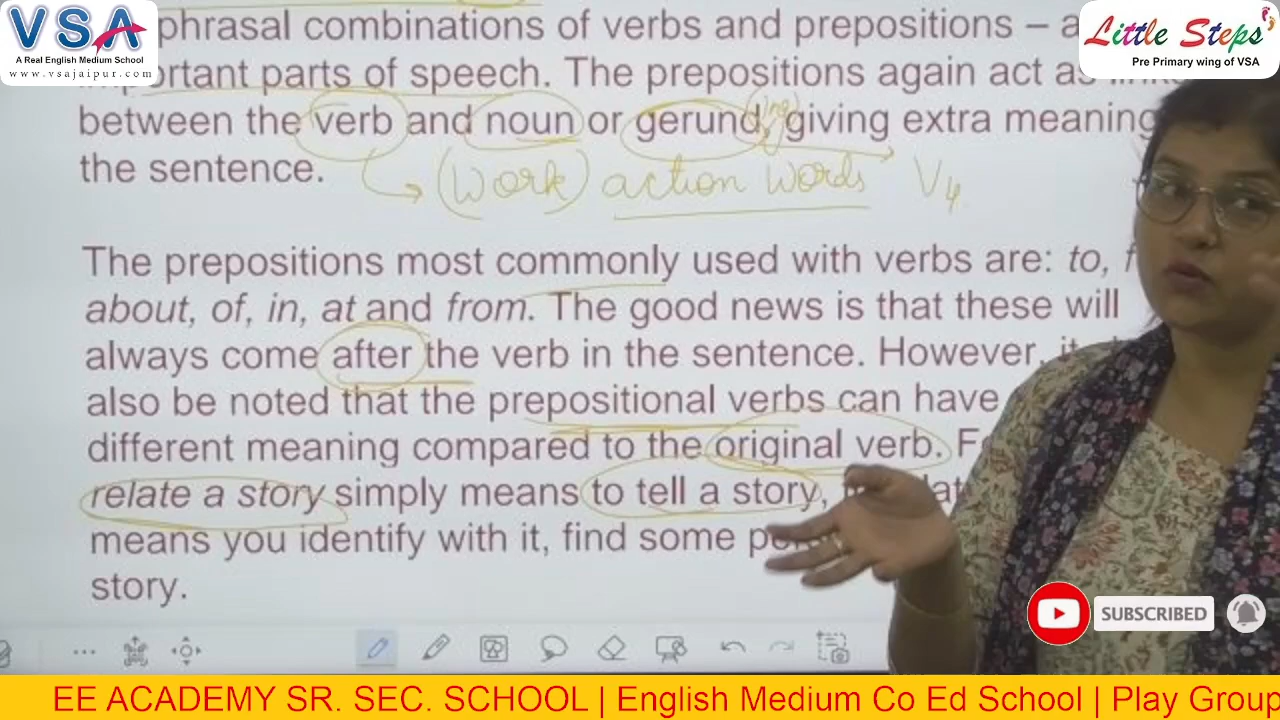 VSA
A Real English Medium School
www.vsajaipur.com
Little Steps
Pre Primary wing of VSA
phrasal combinations of verbs and prepositions –
parts of speech. The prepositions again act as
between the verb and noun or gerund, giving extra meaning
the sentence.
(work) action words V4
The prepositions most commonly used with verbs are: to,
about, of, in, at and from. The good news is that these will
always come after the verb in the sentence. However,
also be noted that the prepositional verbs can have
different meaning compared to the original verb.
relate a story simply means to tell a story,
means you identify with it, find some
story.
SUBSCRIBED
EE ACADEMY SR. SEC. SCHOOL | English Medium Co Ed School | Play Group